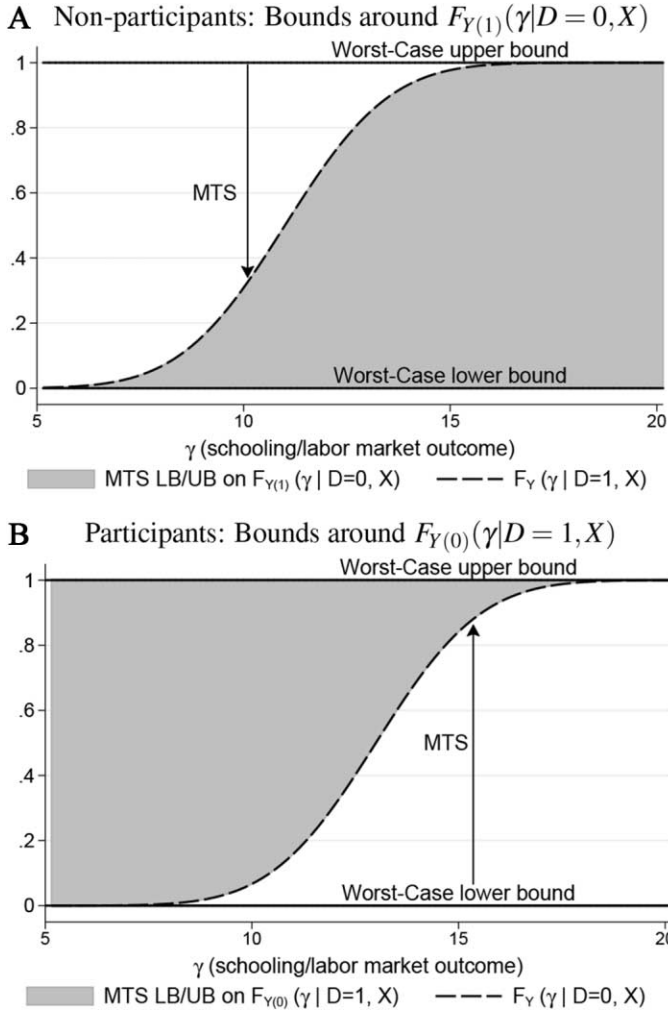 A Non-participants: Bounds around F_{Y(1)}(γ|D = 0, X)
Worst-Case upper bound
1
.8
MTS
.6
.4
.2
Worst-Case lower bound
0
5 10 15 20
γ (schooling/labor market outcome)
MTS LB/UB on F_{Y(1)} (γ | D=0, X) F_Y (γ | D=1, X)
B Participants: Bounds around F_{Y(0)}(γ|D = 1, X)
Worst-Case upper bound
1
.8
.6
MTS
.4
.2
Worst-Case lower bound
0
5 10 15 20
γ (schooling/labor market outcome)
MTS LB/UB on F_{Y(0)} (γ | D=1, X) F_Y (γ | D=0, X)